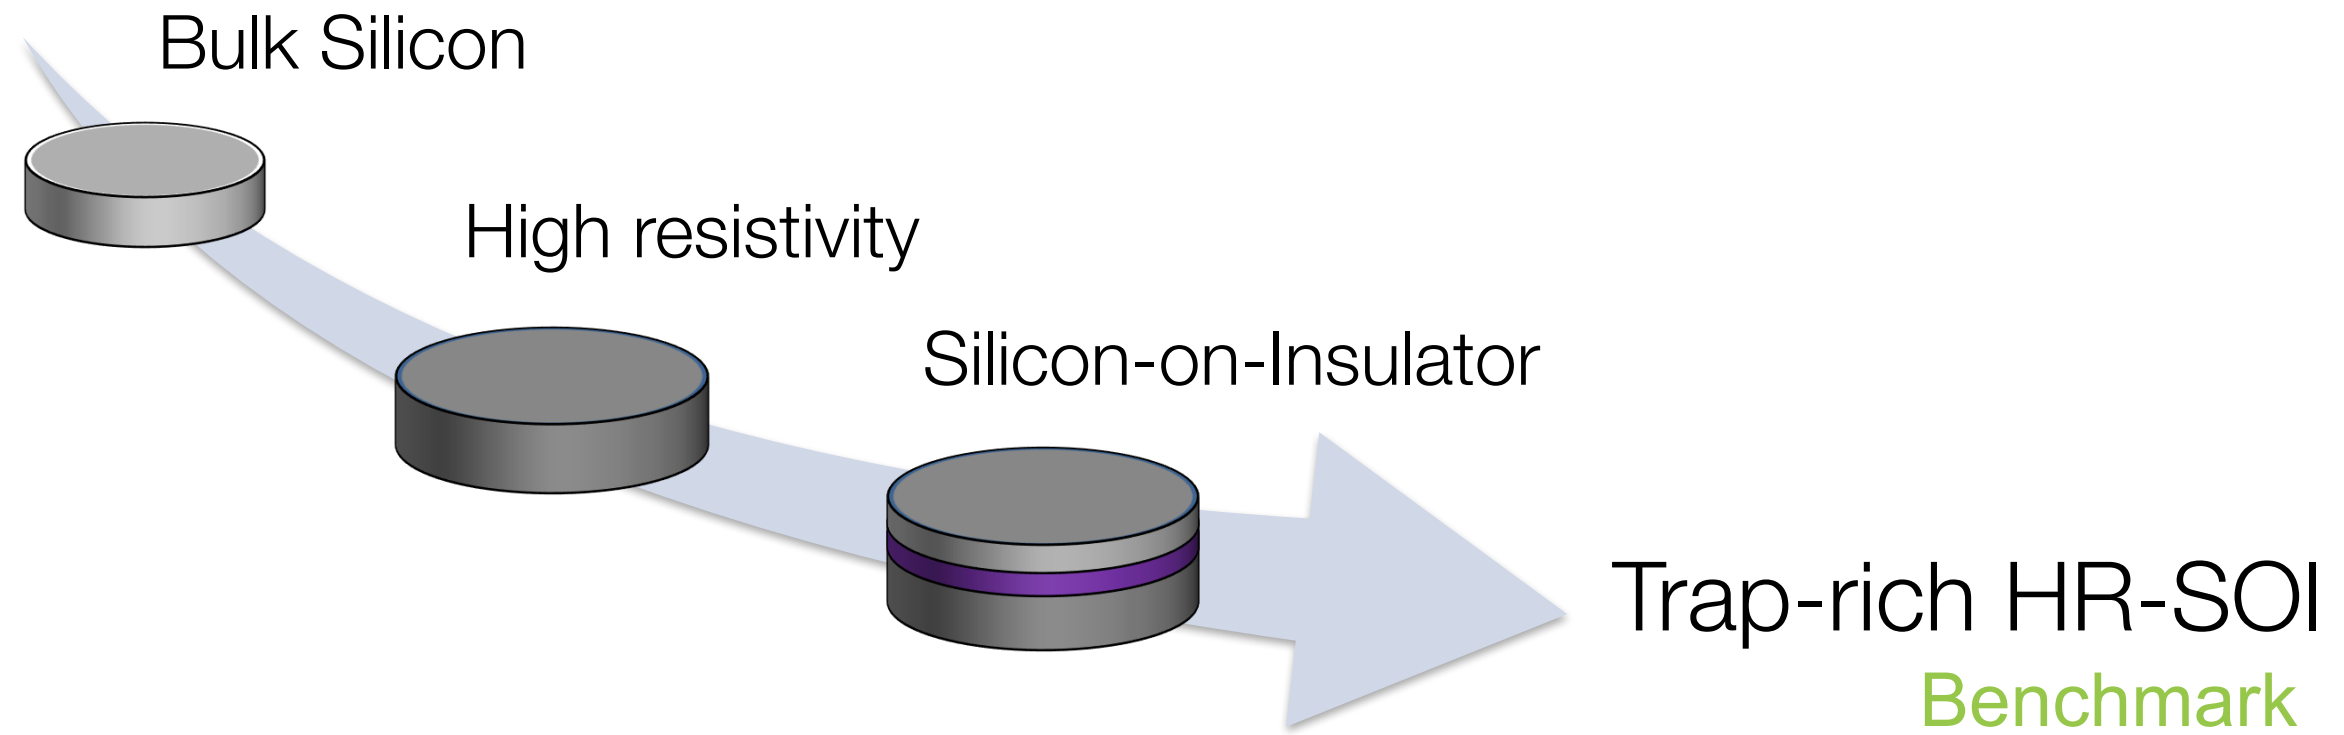 Bulk Silicon
High resistivity
Silicon-on-Insulator
Trap-rich HR-SOI
Benchmark